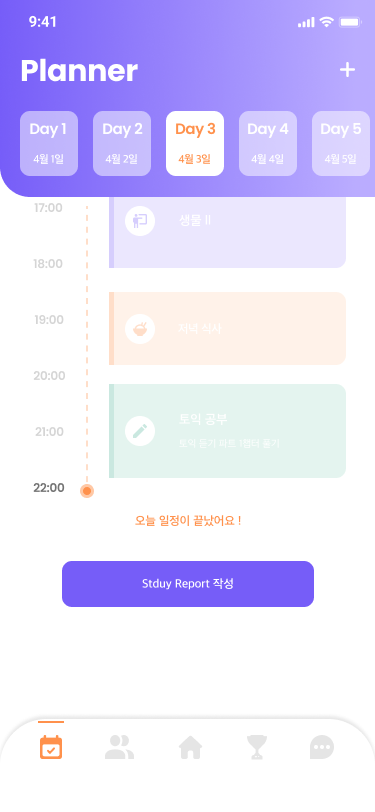 9:41
Planner
Day 1
Day 2
Day 3
Day 4
Day 5
4월 1일
4월 2일
4월 3일
4월 4일
4월 5일
17:00
생물 II
18:00
19:00
저녁 식사
20:00
토익 공부
21:00
토익 듣기 파트 1챕터 풀기
22:00
오늘 일정이 끝났어요 !
Stduy Report 작성